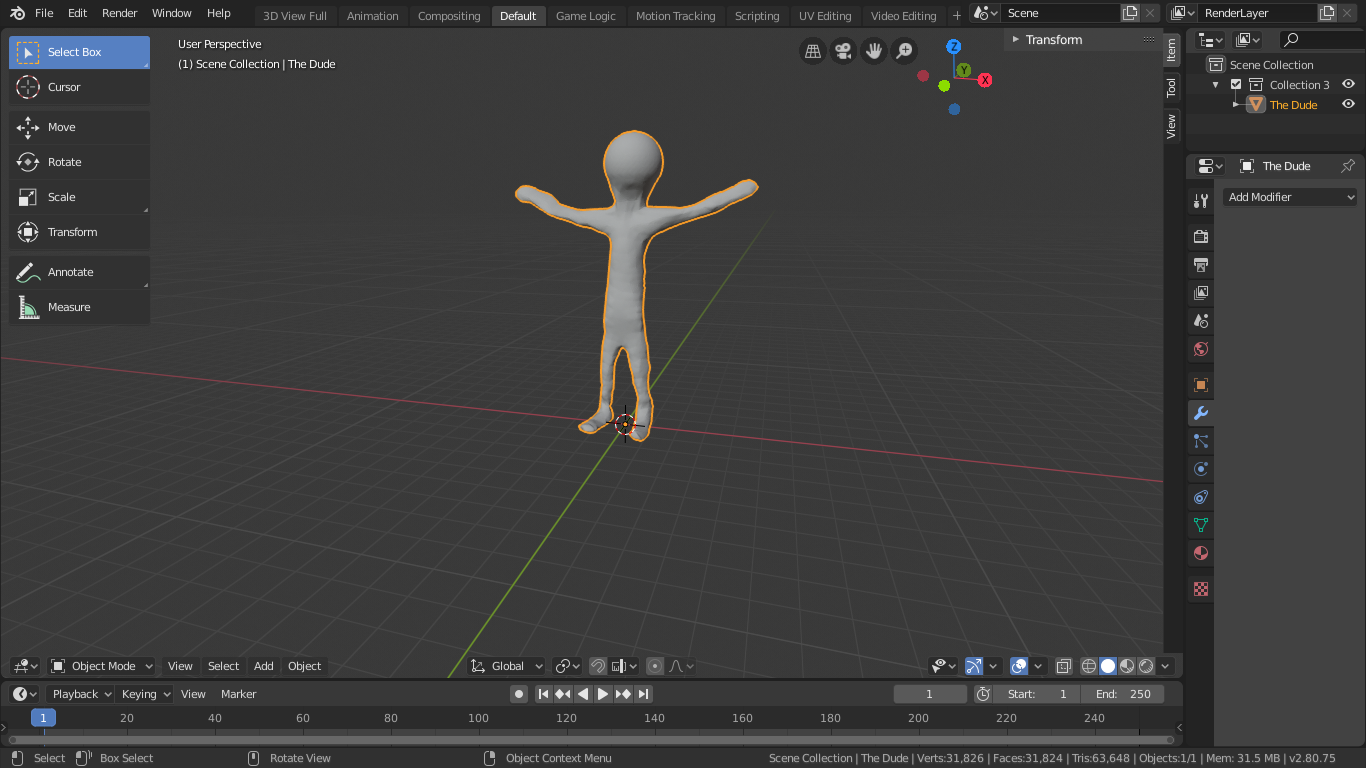 File Edit Render Window Help 3D View Full Animation Compositing Default Game Logic Motion Tracking Scripting UV Editing Video Editing + Scene RenderLayer
Select Box
Cursor
Move
Rotate
Scale
Transform
Annotate
Measure
User Perspective
(1) Scene Collection | The Dude
Z
Y
X
Transform
Item
Tool
View
Scene Collection
Collection 3
The Dude
The Dude
Add Modifier
Object Mode View Select Add Object Global
Playback Keying View Marker 1 Start: 1 End: 250
1 20 40 60 80 100 120 140 160 180 200 220 240
Select Box Select Rotate View Object Context Menu Scene Collection | The Dude | Verts:31,826 | Faces:31,824 | Tris:63,648 | Objects:1/1 | Mem: 31.5 MB | v2.80.75